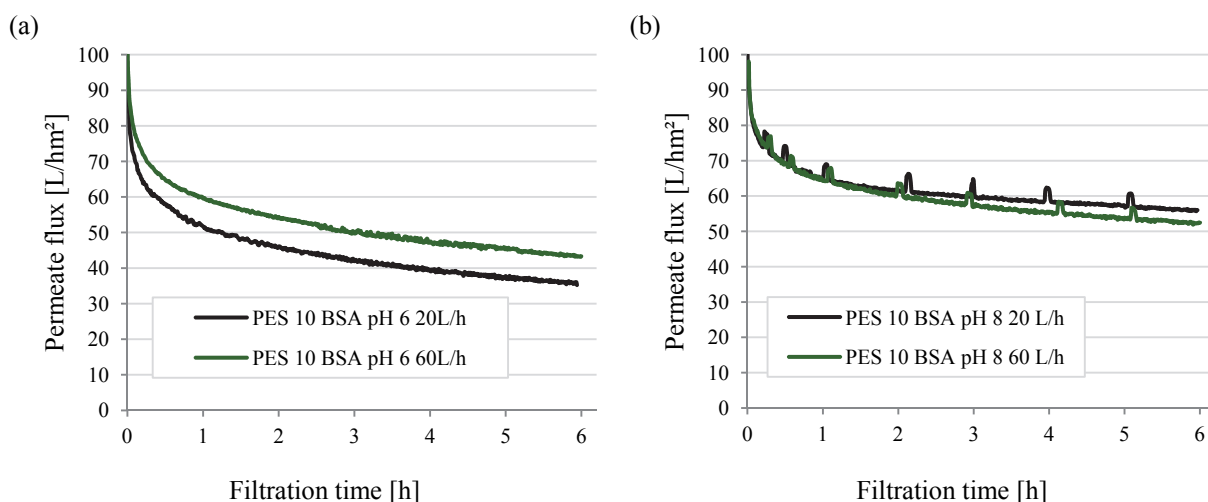 (a)
Permeate flux [L/hm²]
100
90
80
70
60
50
40
30
20
10
0
PES 10 BSA pH 6 20L/h
PES 10 BSA pH 6 60L/h
0 1 2 3 4 5 6
Filtration time [h]
(b)
Permeate flux [L/hm²]
100
90
80
70
60
50
40
30
20
10
0
PES 10 BSA pH 8 20 L/h
PES 10 BSA pH 8 60 L/h
0 1 2 3 4 5 6
Filtration time [h]